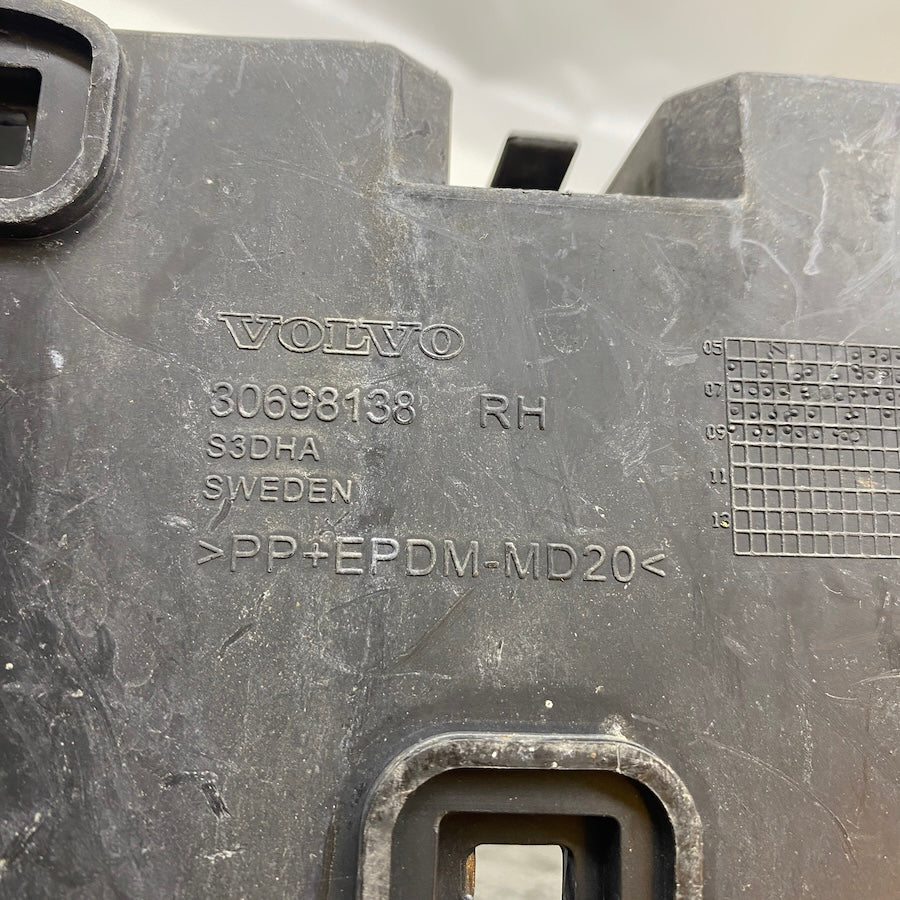 VOLVO
30698138 RH
S3DHA
SWEDEN
>PP+EPDM-MD20<
05
07
09
11
13